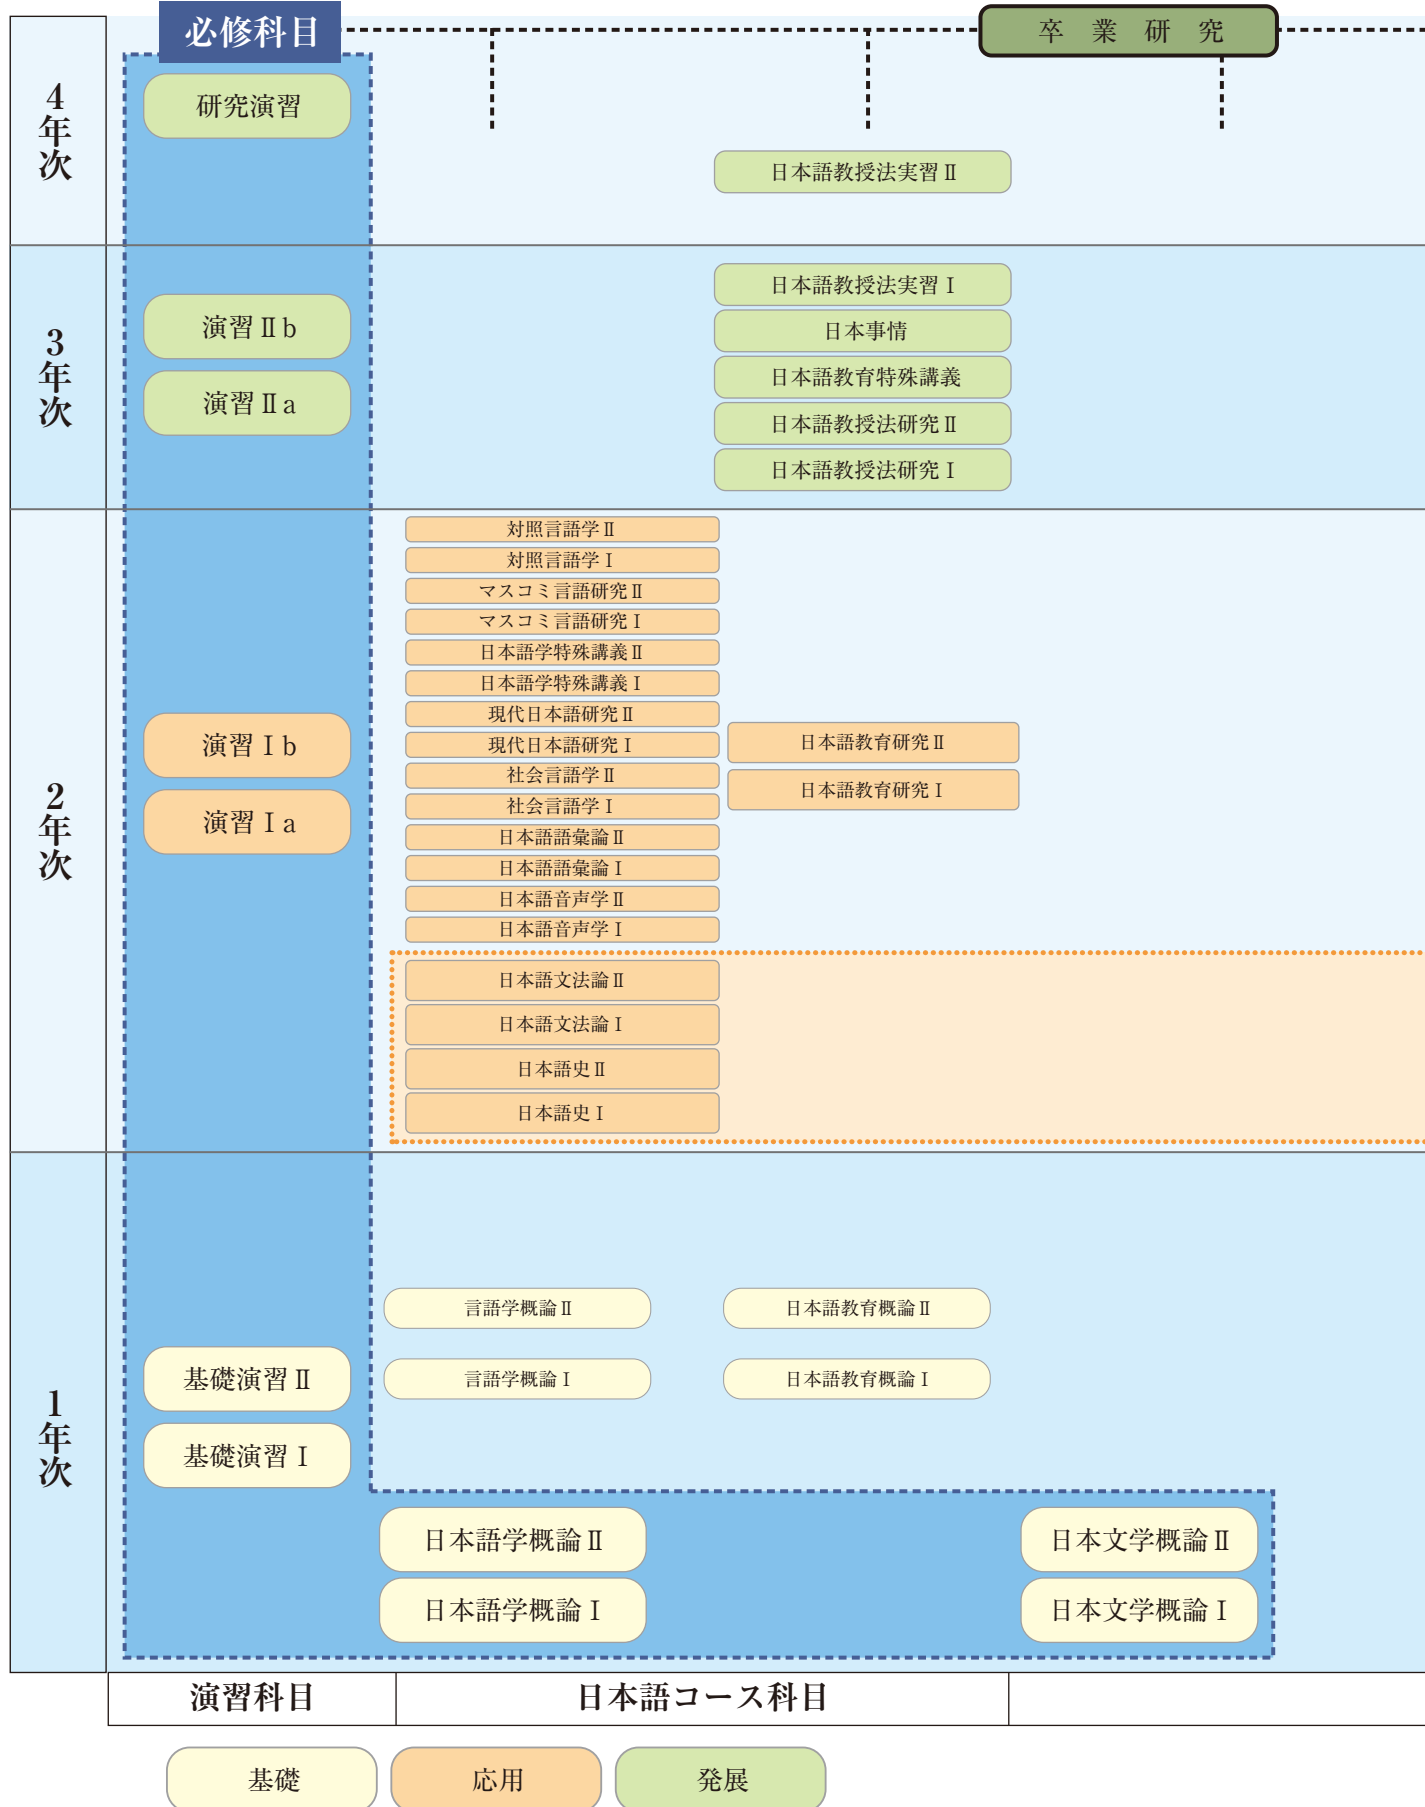 必修科目
卒業研究
4年次
研究演習
日本語教授法実習Ⅱ
3年次
演習Ⅱb
演習Ⅱa
日本語教授法実習Ⅰ
日本事情
日本語教育特殊講義
日本語教授法研究Ⅱ
日本語教授法研究Ⅰ
2年次
演習Ⅰb
演習Ⅰa
対照言語学Ⅱ
対照言語学Ⅰ
マスコミ言語研究Ⅱ
マスコミ言語研究Ⅰ
日本語学特殊講義Ⅱ
日本語学特殊講義Ⅰ
現代日本語研究Ⅱ
現代日本語研究Ⅰ
社会言語学Ⅱ
社会言語学Ⅰ
日本語語彙論Ⅱ
日本語語彙論Ⅰ
日本語音声学Ⅱ
日本語音声学Ⅰ
日本語教育研究Ⅱ
日本語教育研究Ⅰ
日本語文法論Ⅱ
日本語文法論Ⅰ
日本語史Ⅱ
日本語史Ⅰ
1年次
基礎演習Ⅱ
基礎演習Ⅰ
言語学概論Ⅱ
日本語教育概論Ⅱ
言語学概論Ⅰ
日本語教育概論Ⅰ
日本語学概論Ⅱ
日本文学概論Ⅱ
日本語学概論Ⅰ
日本文学概論Ⅰ
演習科目
日本語コース科目
基礎
応用
発展